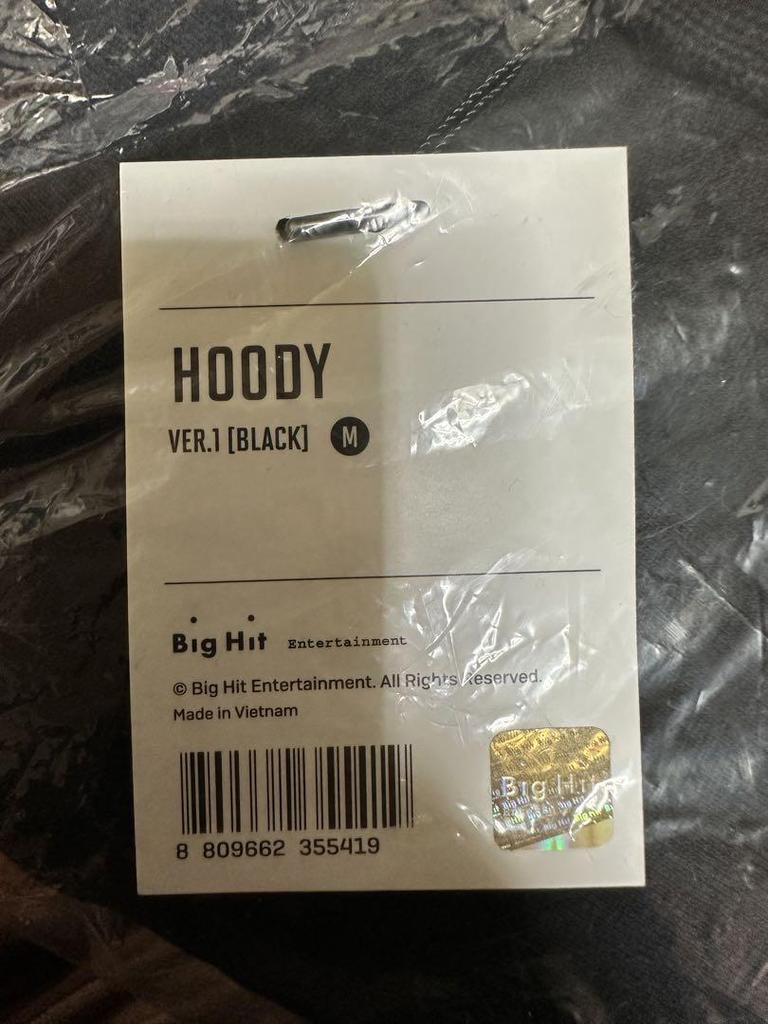 HOODY
VER.1 [BLACK] M
Big Hit Entertainment
© Big Hit Entertainment. All Rights Reserved.
Made in Vietnam
8 809662 355419
Big Hit